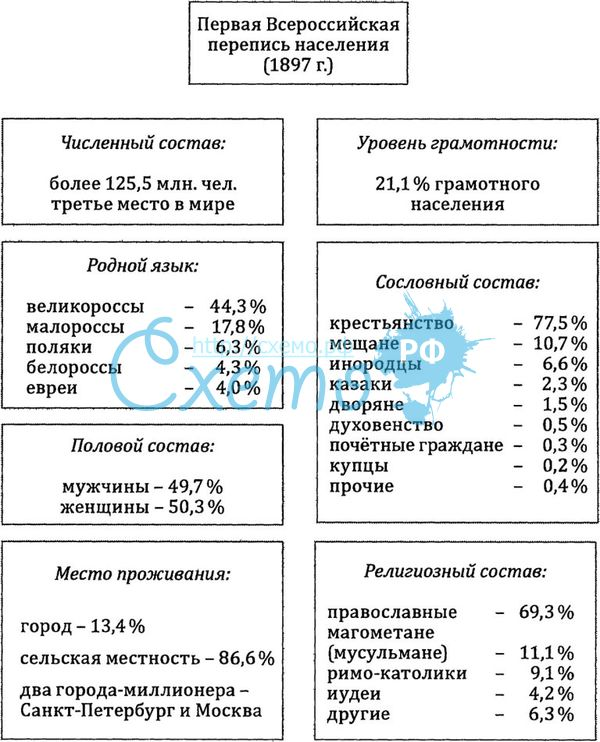 Первая Всероссийская
перепись населения
(1897 г.)
Численный состав:
более 125,5 млн. чел.
третье место в мире
Уровень грамотности:
21,1 % грамотного
населения
Родной язык:
великороссы – 44,3 %
малороссы – 17,8 %
поляки – 6,3 %
белороссы – 4,3 %
евреи – 4,0 %
Сословный состав:
крестьянство – 77,5 %
мещане – 10,7 %
инородцы – 6,6 %
казаки – 2,3 %
дворяне – 1,5 %
духовенство – 0,5 %
почётные граждане – 0,3 %
купцы – 0,2 %
прочие – 0,4 %
Половой состав:
мужчины – 49,7 %
женщины – 50,3 %
Место проживания:
город – 13,4 %
сельская местность – 86,6 %
два города-миллионера –
Санкт-Петербург и Москва
Религиозный состав:
православные – 69,3 %
магометане
(мусульмане) – 11,1 %
римо-католики – 9,1 %
иудеи – 4,2 %
другие – 6,3 %
http://схемо.рф
Схемо
РФ